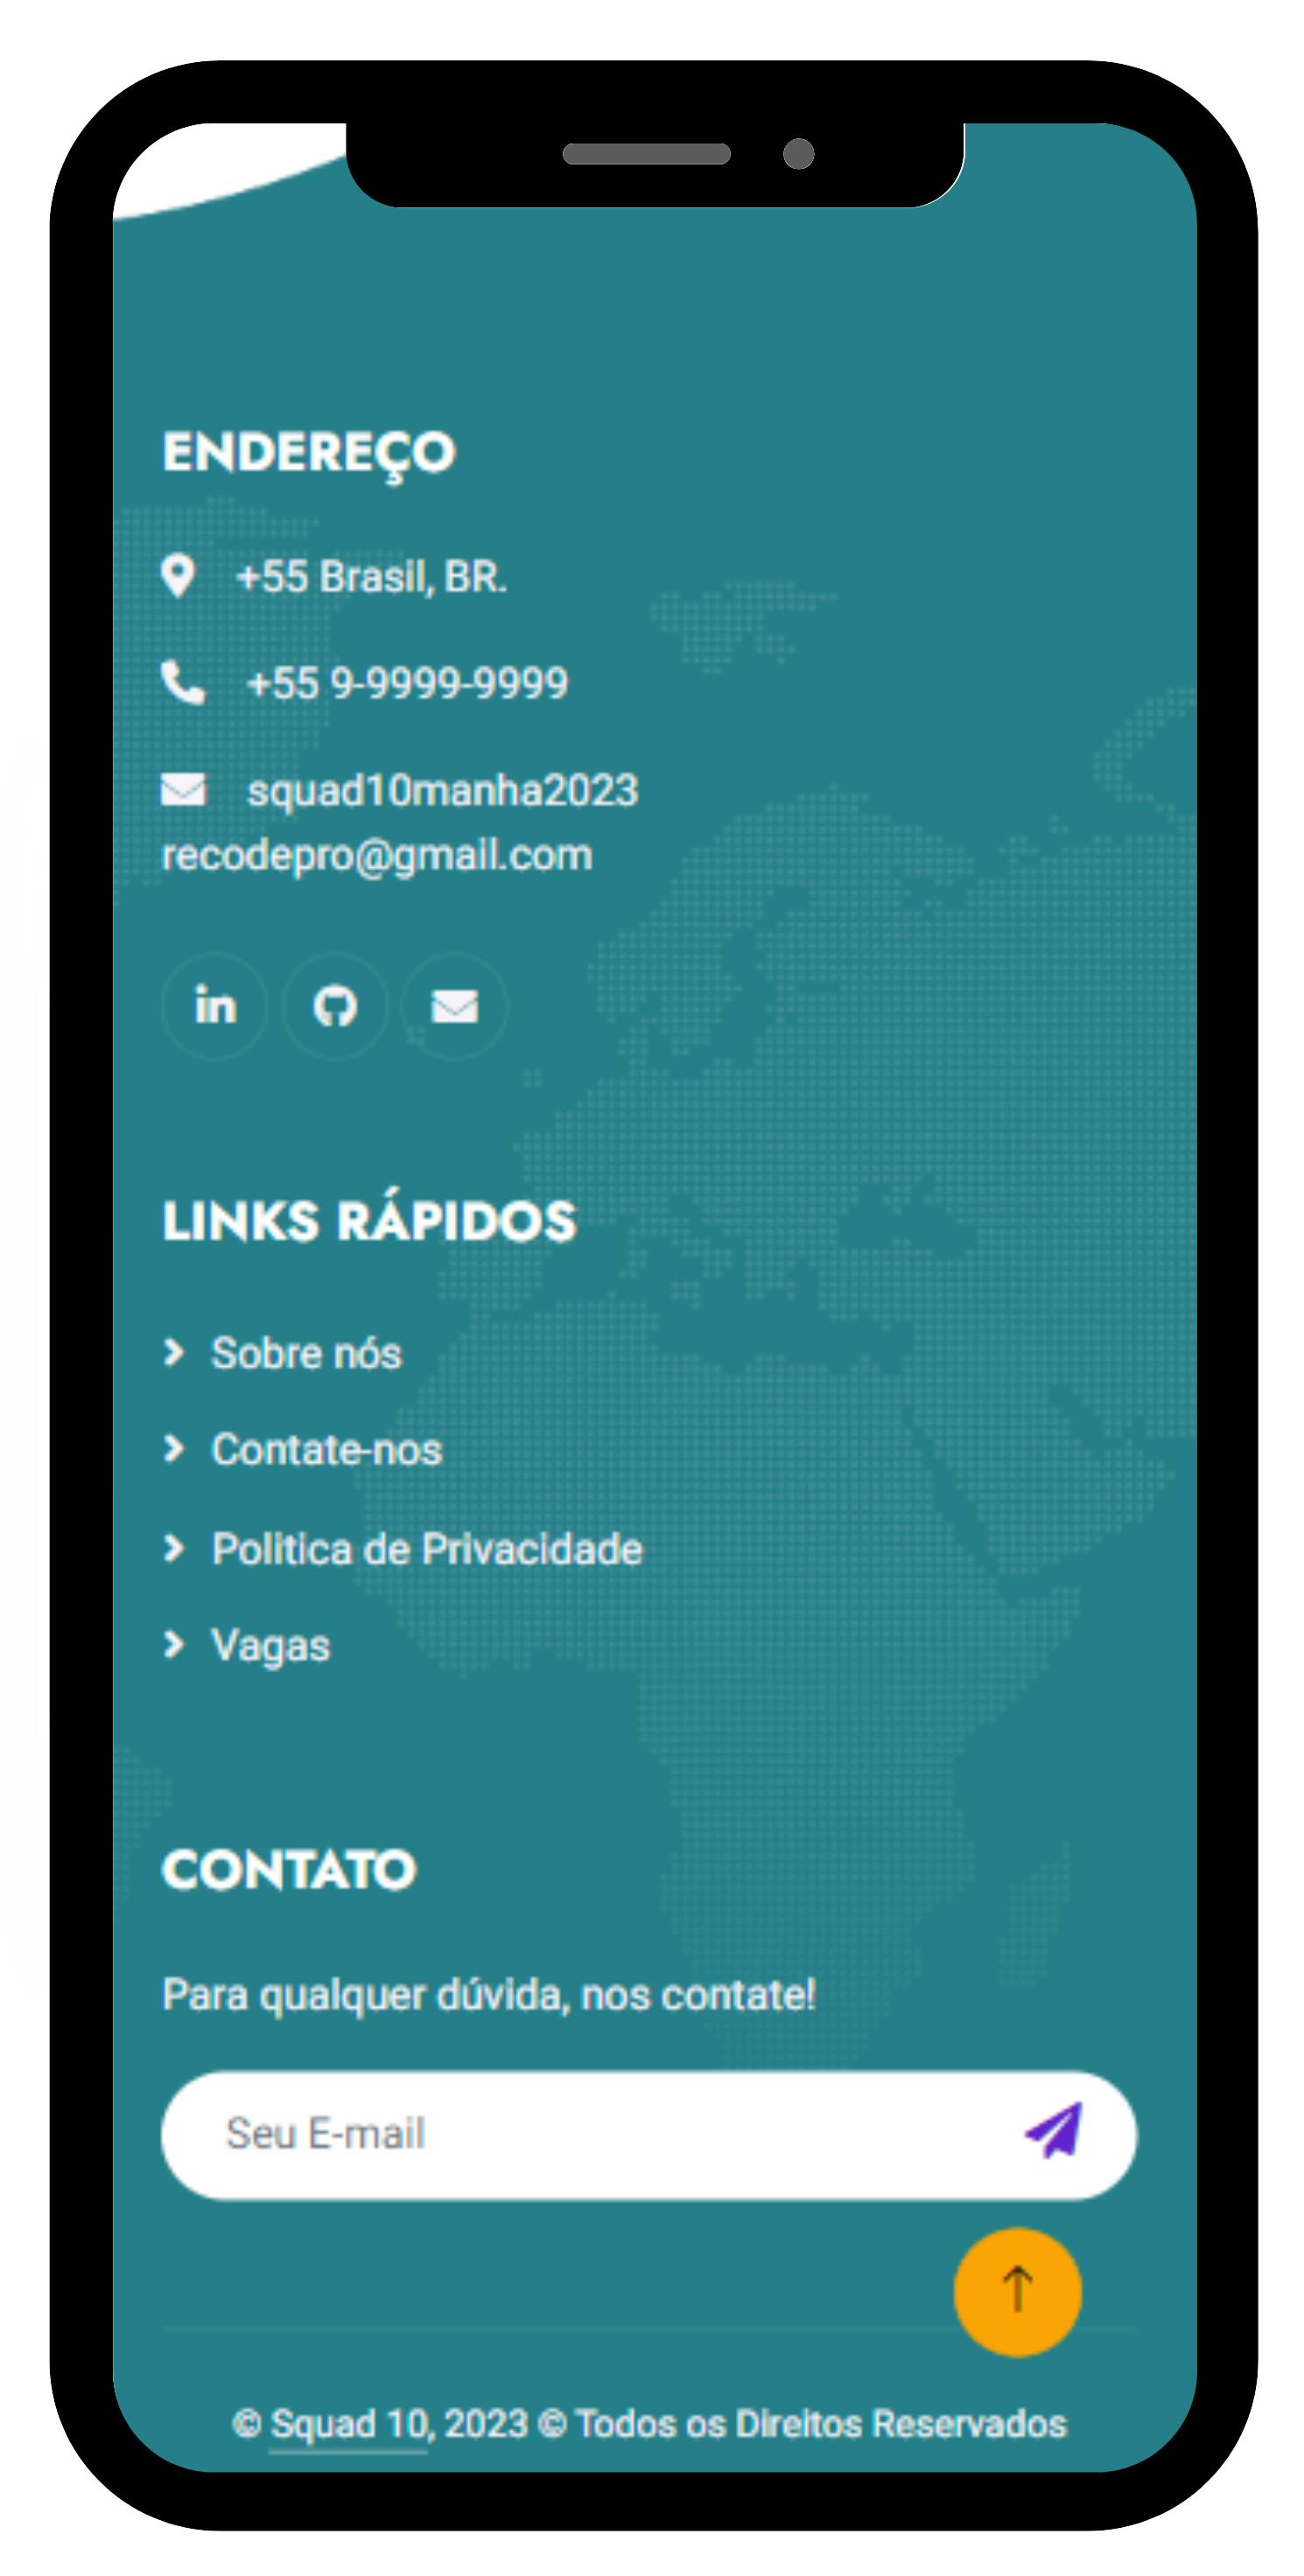 ENDEREÇO
+55 Brasil, BR.
+55 9-9999-9999
squad10manha2023
recodepro@gmail.com
in
LINKS RÁPIDOS
Sobre nós
Contate-nos
Politica de Privacidade
Vagas
CONTATO
Para qualquer dúvida, nos contate!
Seu E-mail
© Squad 10, 2023 © Todos os Direitos Reservados